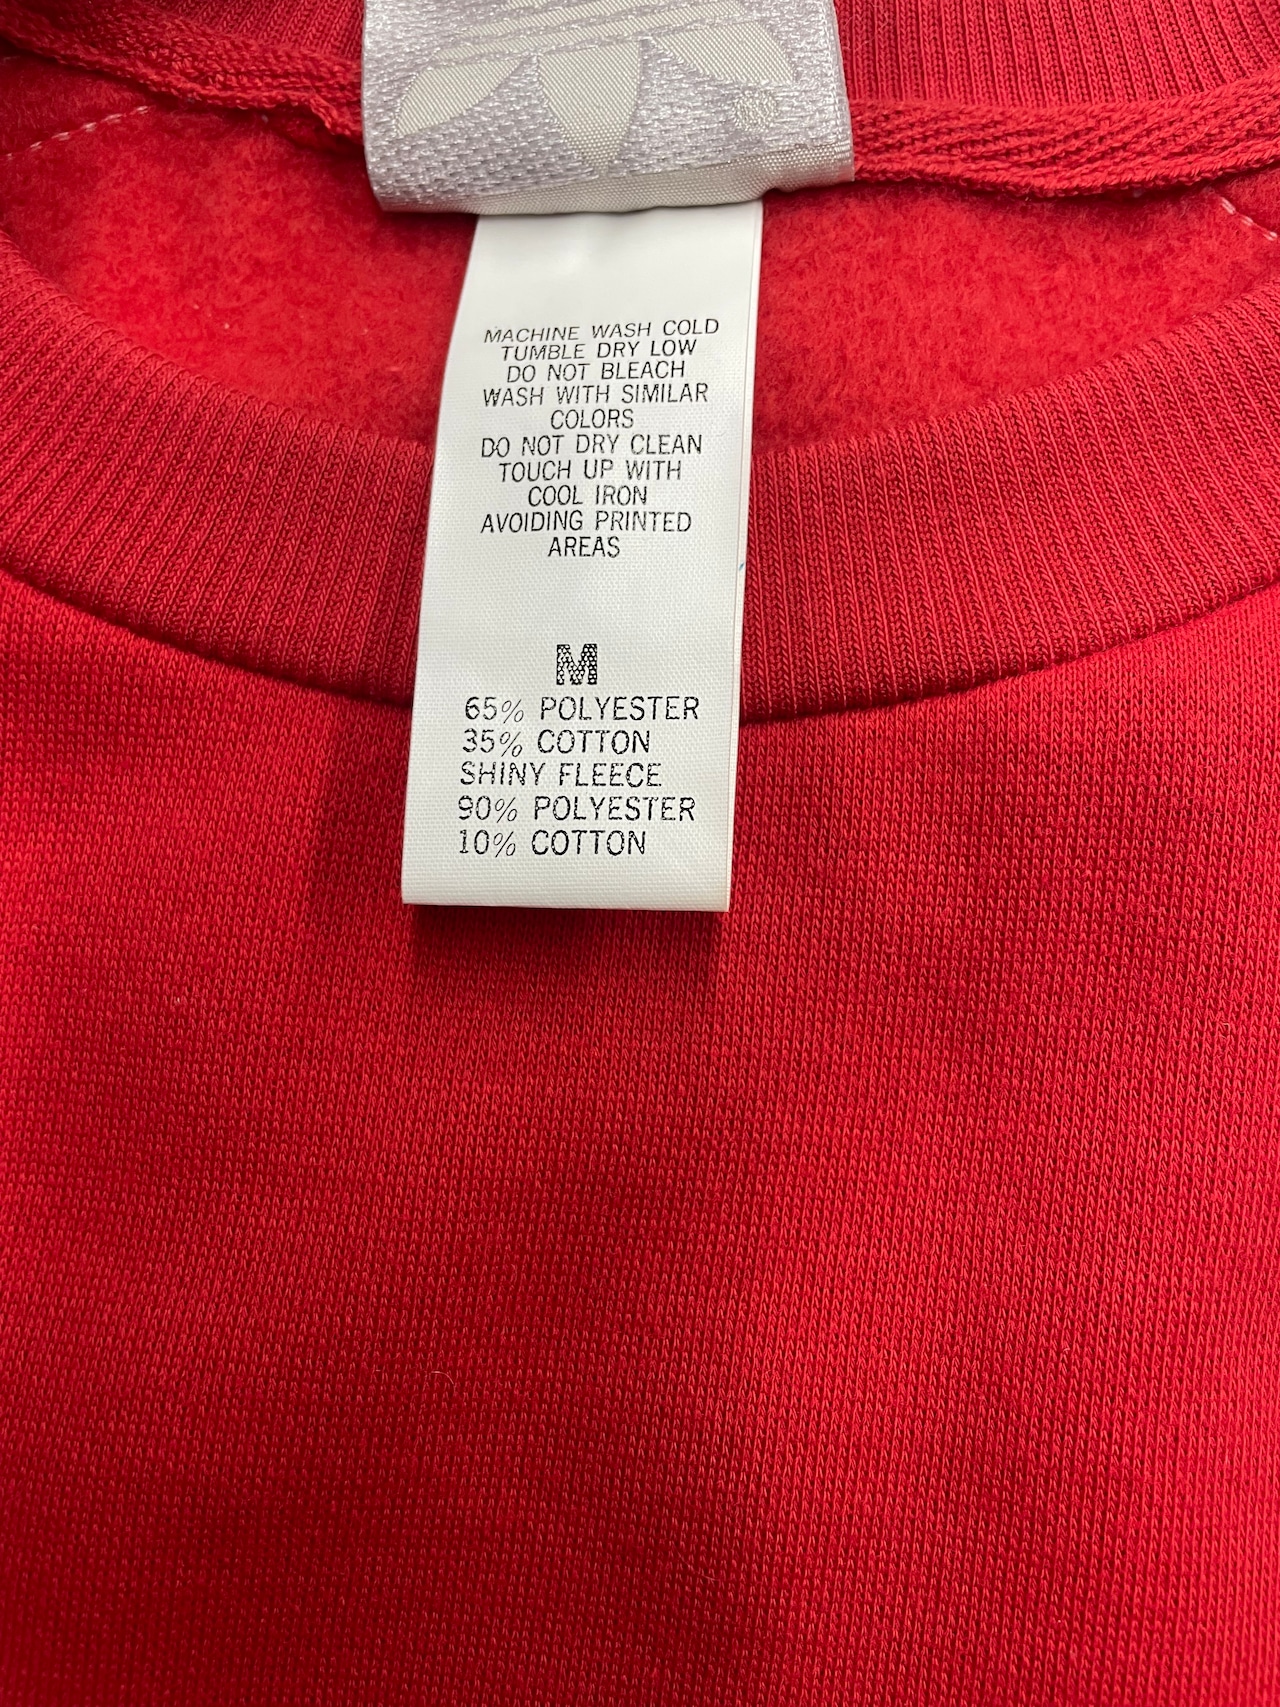 MACHINE WASH COLD
TUMBLE DRY LOW
DO NOT BLEACH
WASH WITH SIMILAR
COLORS
DO NOT DRY CLEAN
TOUCH UP WITH
COOL IRON
AVOIDING PRINTED
AREAS
M
65% POLYESTER
35% COTTON
SHINY FLEECE
90% POLYESTER
10% COTTON